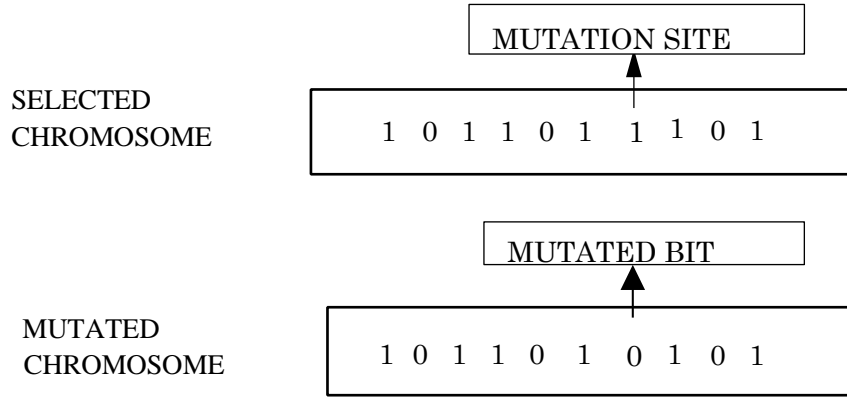 MUTATION SITE
SELECTED
CHROMOSOME
1 0 1 1 0 1 1 1 0 1
MUTATED BIT
MUTATED
CHROMOSOME
1 0 1 1 0 1 0 1 0 1